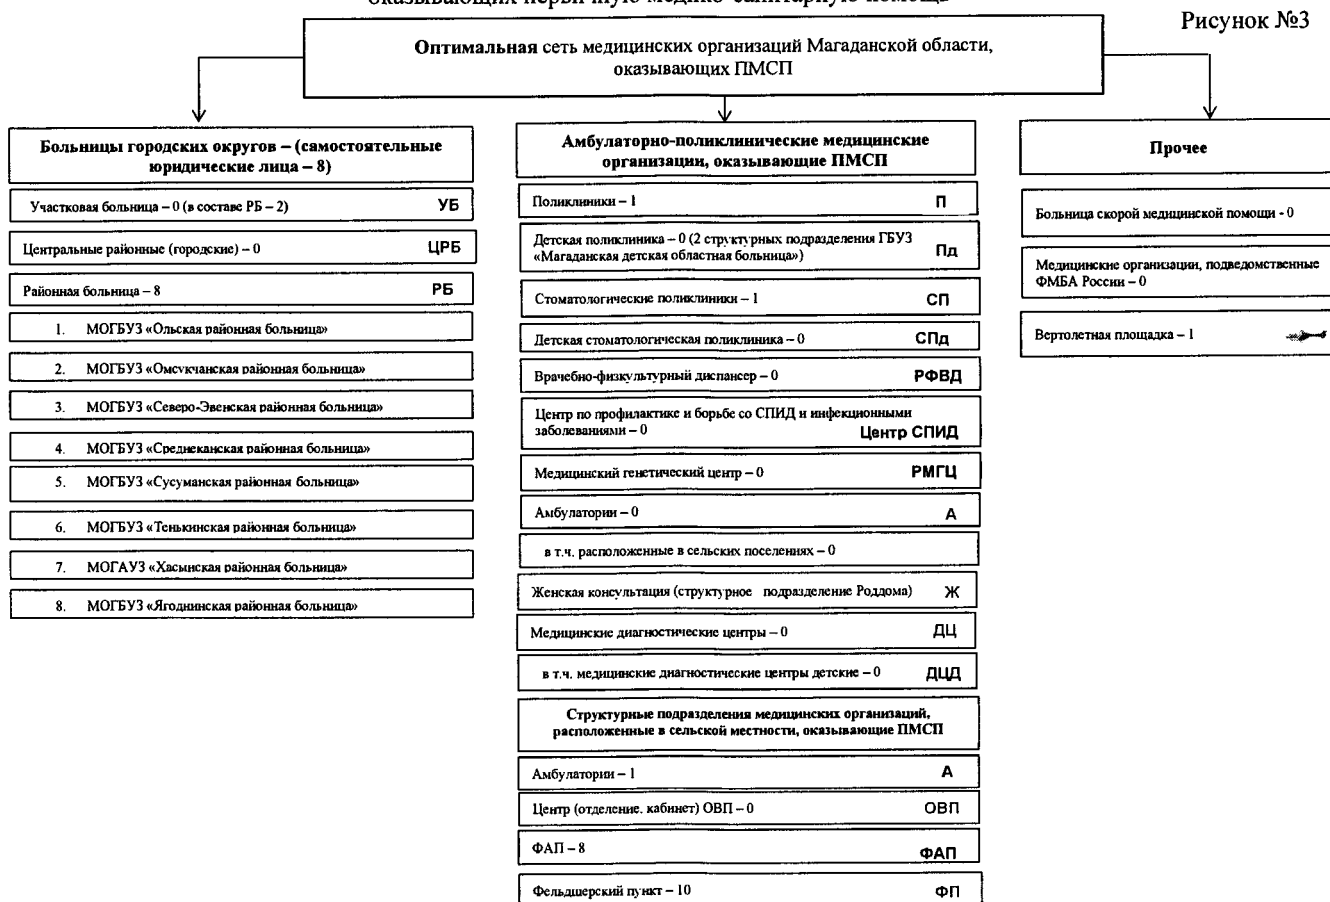 оказывающих первичную медико-санитарную помощь
Рисунок №3
Оптимальная сеть медицинских организаций Магаданской области,
оказывающих ПМСП
Больницы городских округов – (самостоятельные
юридические лица – 8)
Участковая больница – 0 (в составе РБ – 2) УБ
Центральные районные (городские) – 0 ЦРБ
Районная больница – 8 РБ
1. МОГБУЗ «Ольская районная больница»
2. МОГБУЗ «Омсукчанская районная больница»
3. МОГБУЗ «Северо-Эвенская районная больница»
4. МОГБУЗ «Среднеканская районная больница»
5. МОГБУЗ «Сусуманская районная больница»
6. МОГБУЗ «Тенькинская районная больница»
7. МОГАУЗ «Хасынская районная больница»
8. МОГБУЗ «Ягоднинская районная больница»
Амбулаторно-поликлинические медицинские
организации, оказывающие ПМСП
Поликлиники – 1 П
Детская поликлиника – 0 (2 структурных подразделения ГБУЗ
«Магаданская детская областная больница») Пд
Стоматологические поликлиники – 1 СП
Детская стоматологическая поликлиника – 0 СПд
Врачебно-физкультурный диспансер – 0 РФВД
Центр по профилактике и борьбе со СПИД и инфекционными
заболеваниями – 0 Центр СПИД
Медицинский генетический центр – 0 РМГЦ
Амбулатории – 0 А
в т.ч. расположенные в сельских поселениях – 0
Женская консультация (структурное подразделение Роддома) Ж
Медицинские диагностические центры – 0 ДЦ
в т.ч. медицинские диагностические центры детские – 0 ДЦД
Структурные подразделения медицинских организаций,
расположенные в сельской местности, оказывающие ПМСП
Амбулатории – 1 А
Центр (отделение. кабинет) ОВП – 0 ОВП
ФАП – 8 ФАП
Фельдшерский пункт – 10 ФП
Прочее
Больница скорой медицинской помощи - 0
Медицинские организации, подведомственные
ФМБА России – 0
Вертолетная площадка – 1